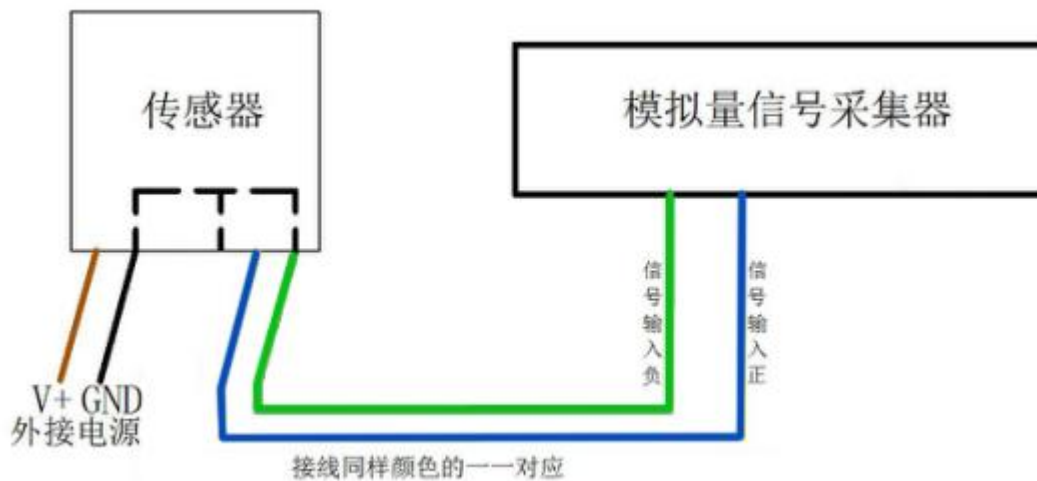 传感器
模拟量信号采集器
信号输入负
信号输入正
V+ GND
外接电源
接线同样颜色的一一对应